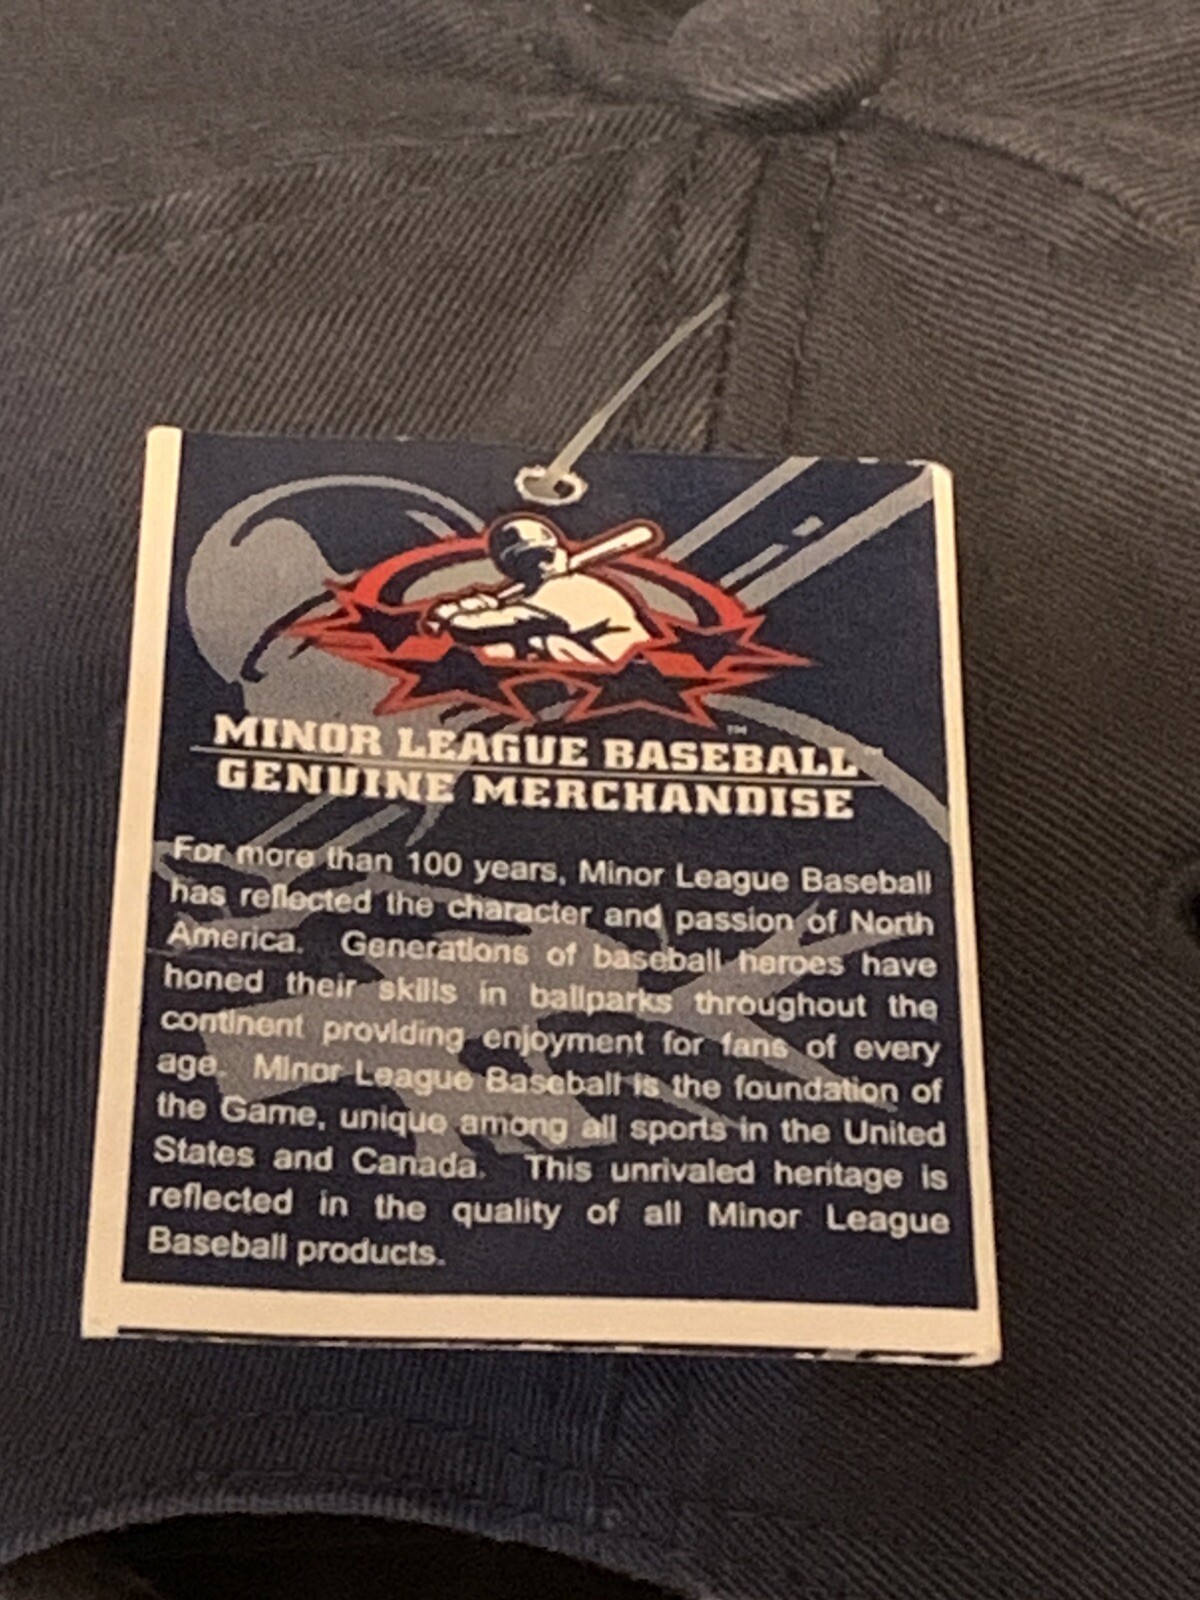 ™
MINOR LEAGUE BASEBALL™
GENUINE MERCHANDISE
For more than 100 years, Minor League Baseball
has reflected the character and passion of North
America. Generations of baseball heroes have
honed their skills in ballparks throughout the
continent providing enjoyment for fans of every
age. Minor League Baseball is the foundation of
the Game, unique among all sports in the United
States and Canada. This unrivaled heritage is
reflected in the quality of all Minor League
Baseball products.